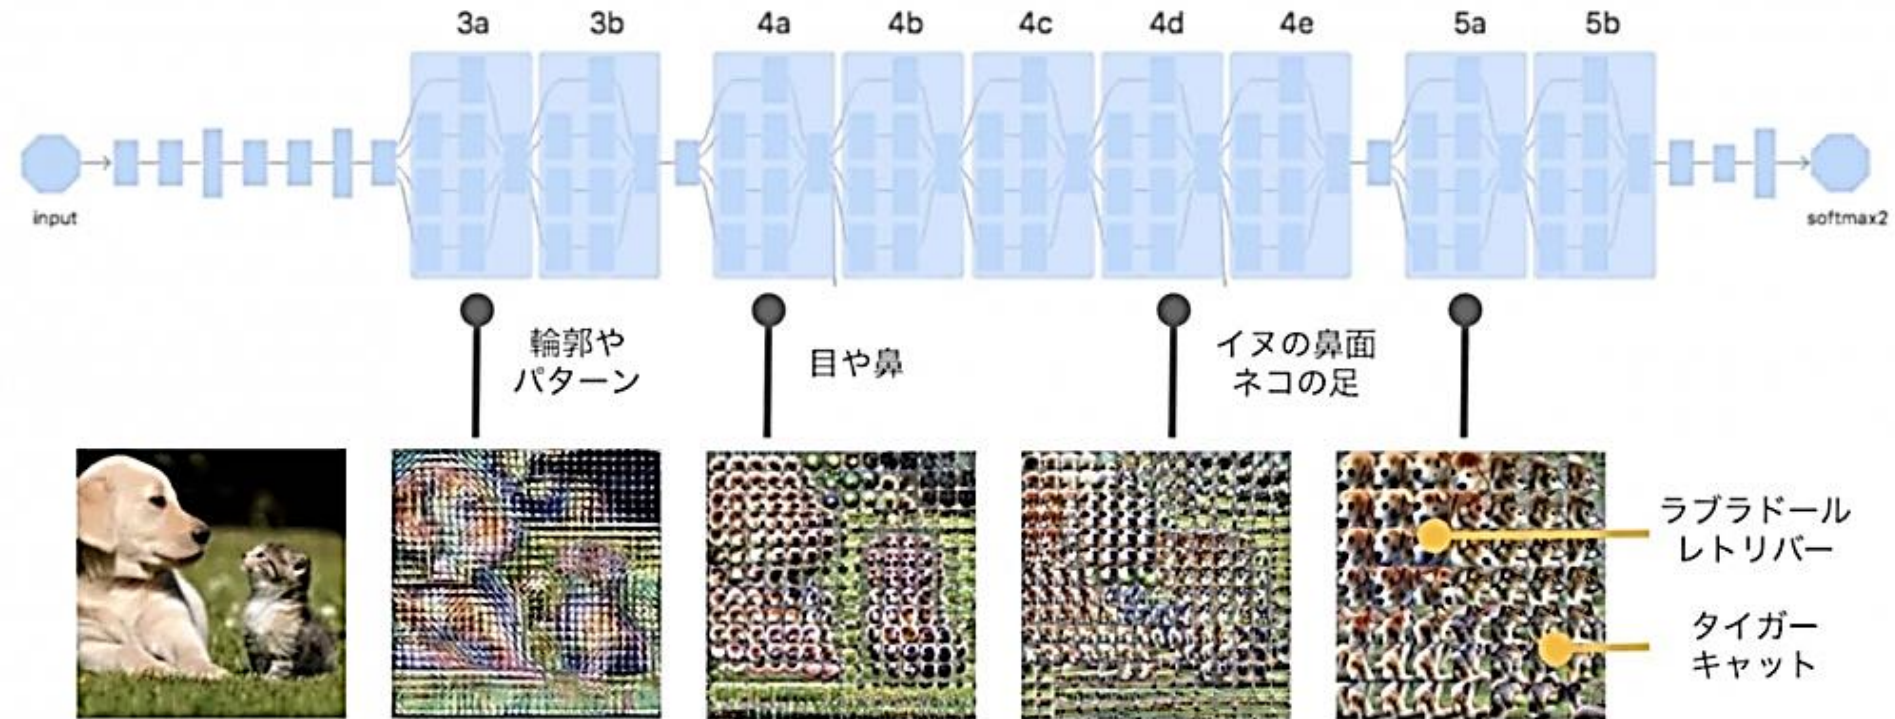 3a
3b
4a
4b
4c
4d
4e
5a
5b
input
softmax2
輪郭や
パターン
目や鼻
イヌの鼻面
ネコの足
ラブラドール
レトリバー
タイガー
キャット